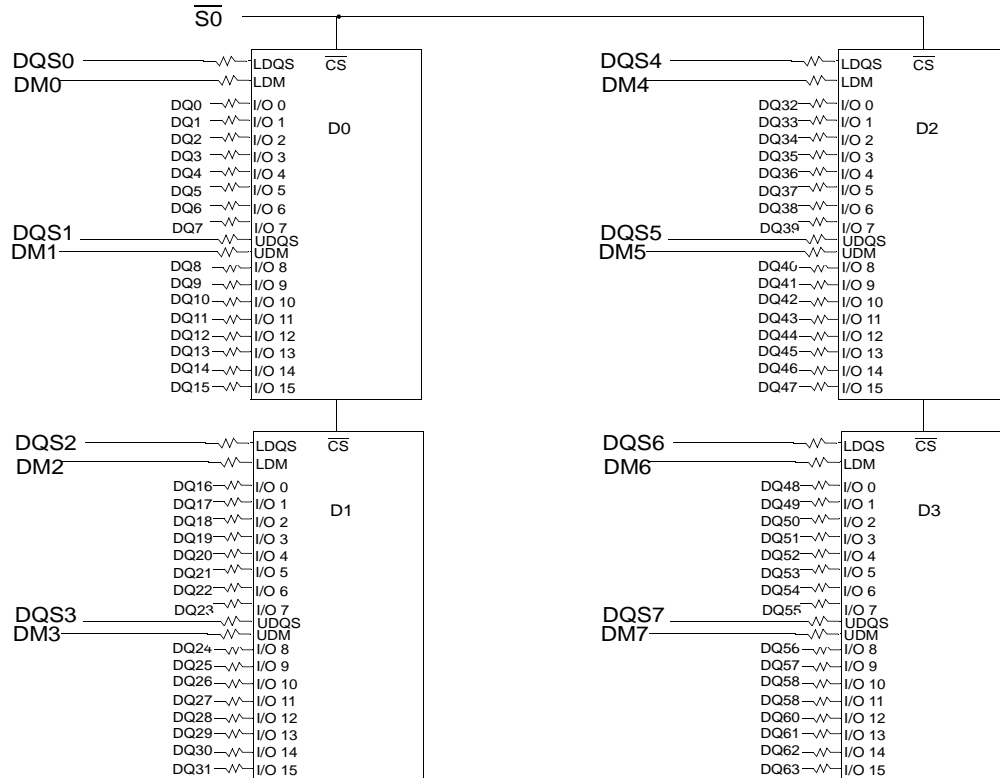 S0
DQS0 LDQS CS
DM0 LDM
DQ0 I/O 0
DQ1 I/O 1
D0
DQ2 I/O 2
DQ3 I/O 3
DQ4 I/O 4
DQ5 I/O 5
DQ6 I/O 6
DQ7 I/O 7
DQS1 UDQS
DM1 UDM
DQ8 I/O 8
DQ9 I/O 9
DQ10 I/O 10
DQ11 I/O 11
DQ12 I/O 12
DQ13 I/O 13
DQ14 I/O 14
DQ15 I/O 15
DQS2 LDQS CS
DM2 LDM
DQ16 I/O 0
DQ17 I/O 1
D1
DQ18 I/O 2
DQ19 I/O 3
DQ20 I/O 4
DQ21 I/O 5
DQ22 I/O 6
DQ23 I/O 7
DQS3 UDQS
DM3 UDM
DQ24 I/O 8
DQ25 I/O 9
DQ26 I/O 10
DQ27 I/O 11
DQ28 I/O 12
DQ29 I/O 13
DQ30 I/O 14
DQ31 I/O 15
DQS4 LDQS CS
DM4 LDM
DQ32 I/O 0
DQ33 I/O 1
D2
DQ34 I/O 2
DQ35 I/O 3
DQ36 I/O 4
DQ37 I/O 5
DQ38 I/O 6
DQ39 I/O 7
DQS5 UDQS
DM5 UDM
DQ40 I/O 8
DQ41 I/O 9
DQ42 I/O 10
DQ43 I/O 11
DQ44 I/O 12
DQ45 I/O 13
DQ46 I/O 14
DQ47 I/O 15
DQS6 LDQS CS
DM6 LDM
DQ48 I/O 0
DQ49 I/O 1
D3
DQ50 I/O 2
DQ51 I/O 3
DQ52 I/O 4
DQ53 I/O 5
DQ54 I/O 6
DQ55 I/O 7
DQS7 UDQS
DM7 UDM
DQ56 I/O 8
DQ57 I/O 9
DQ58 I/O 10
DQ58 I/O 11
DQ60 I/O 12
DQ61 I/O 13
DQ62 I/O 14
DQ63 I/O 15